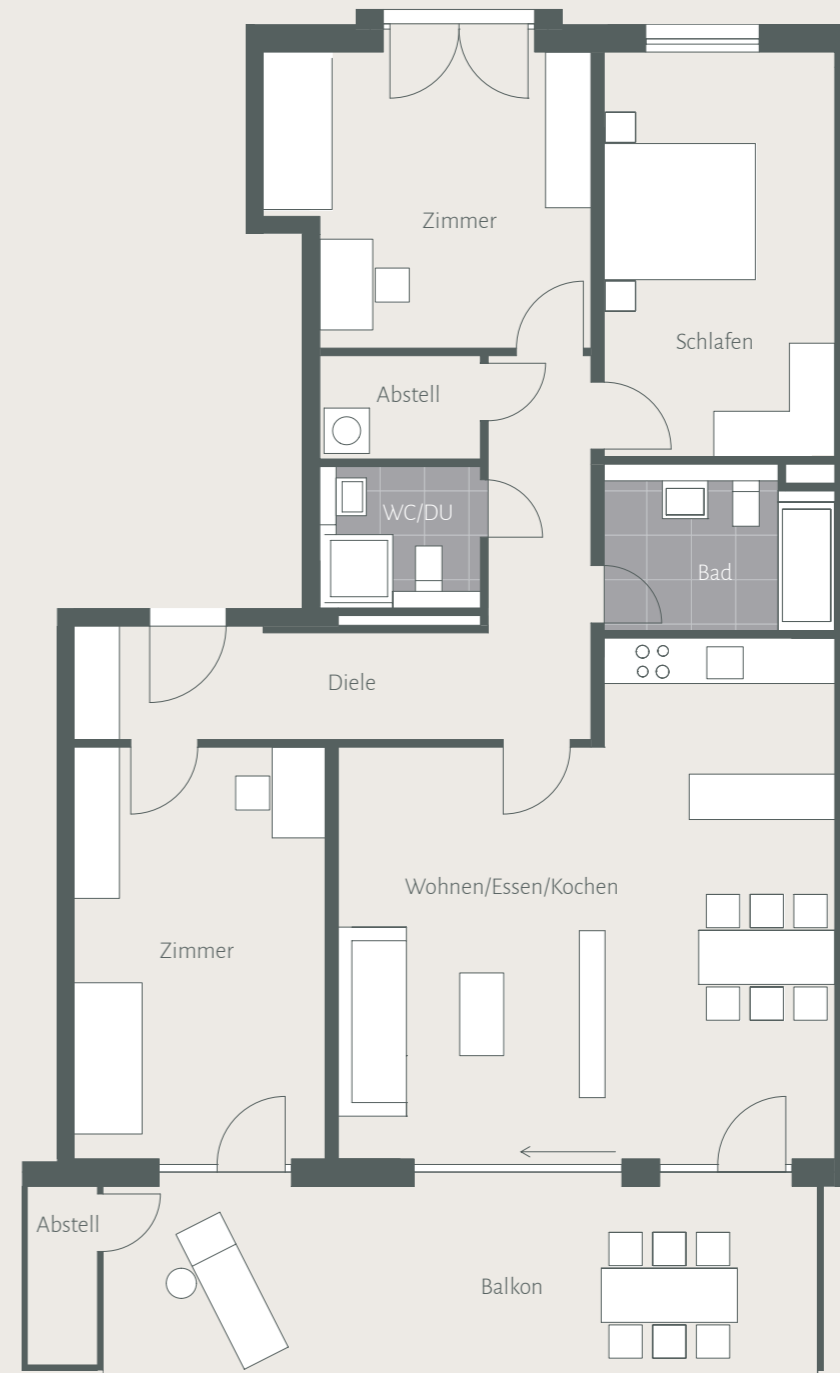 Zimmer
Schlafen
Abstell
WC/DU
Bad
Diele
Wohnen/Essen/Kochen
Zimmer
Abstell
Balkon